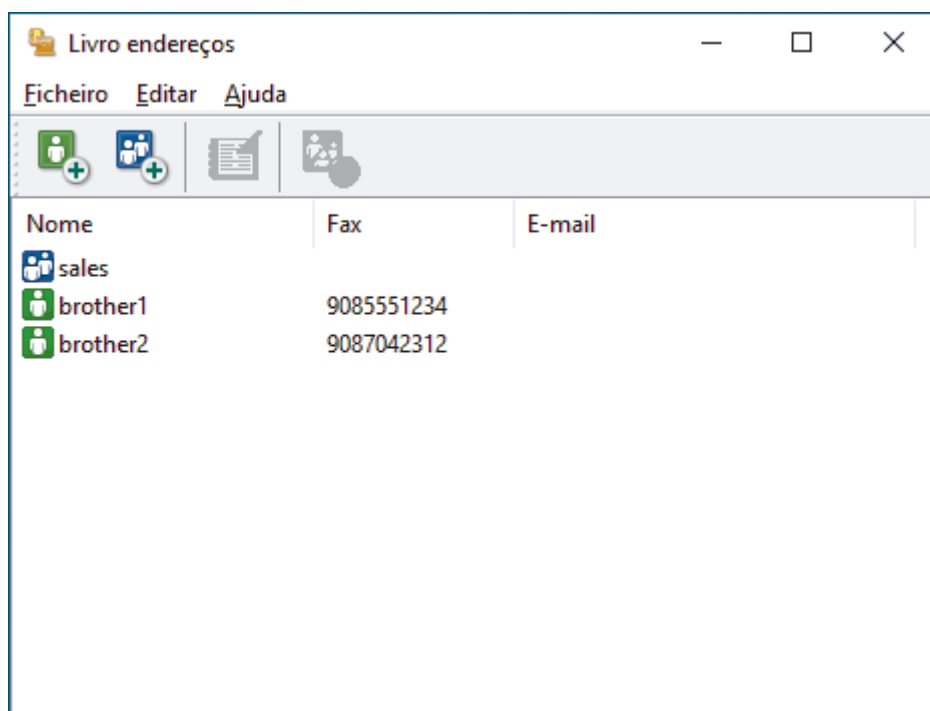 Livro endereços
Ficheiro Editar Ajuda
Nome Fax E-mail
sales
brother1 9085551234
brother2 9087042312